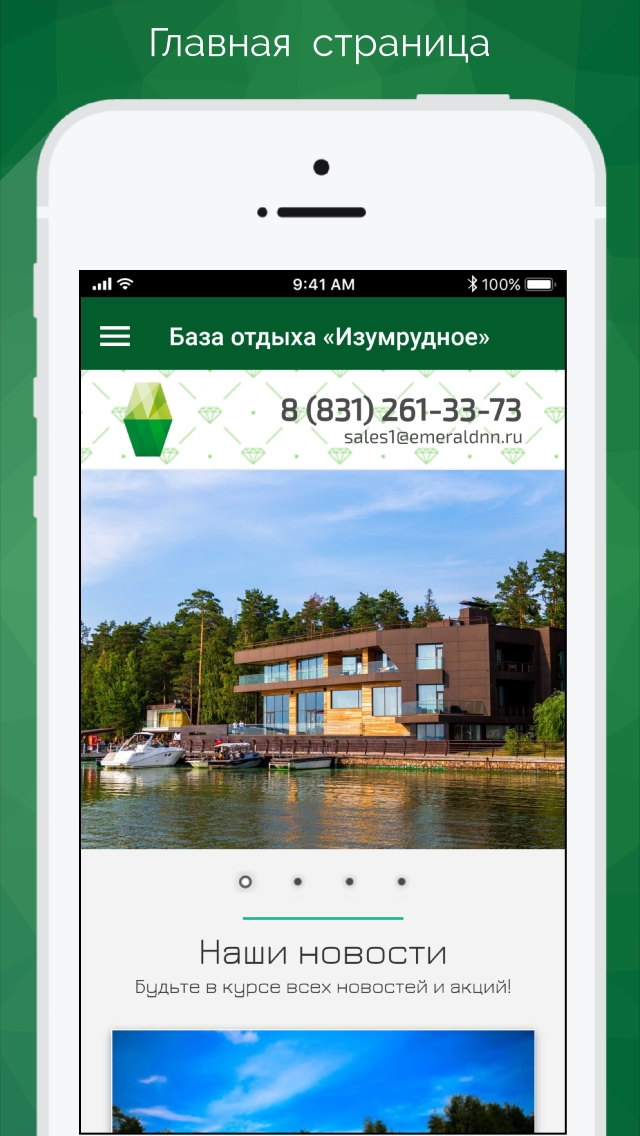 Главная страница
9:41 AM
100%
База отдыха «Изумрудное»
8 (831) 261-33-73
sales1@emeraldnn.ru
Наши новости
Будьте в курсе всех новостей и акций!